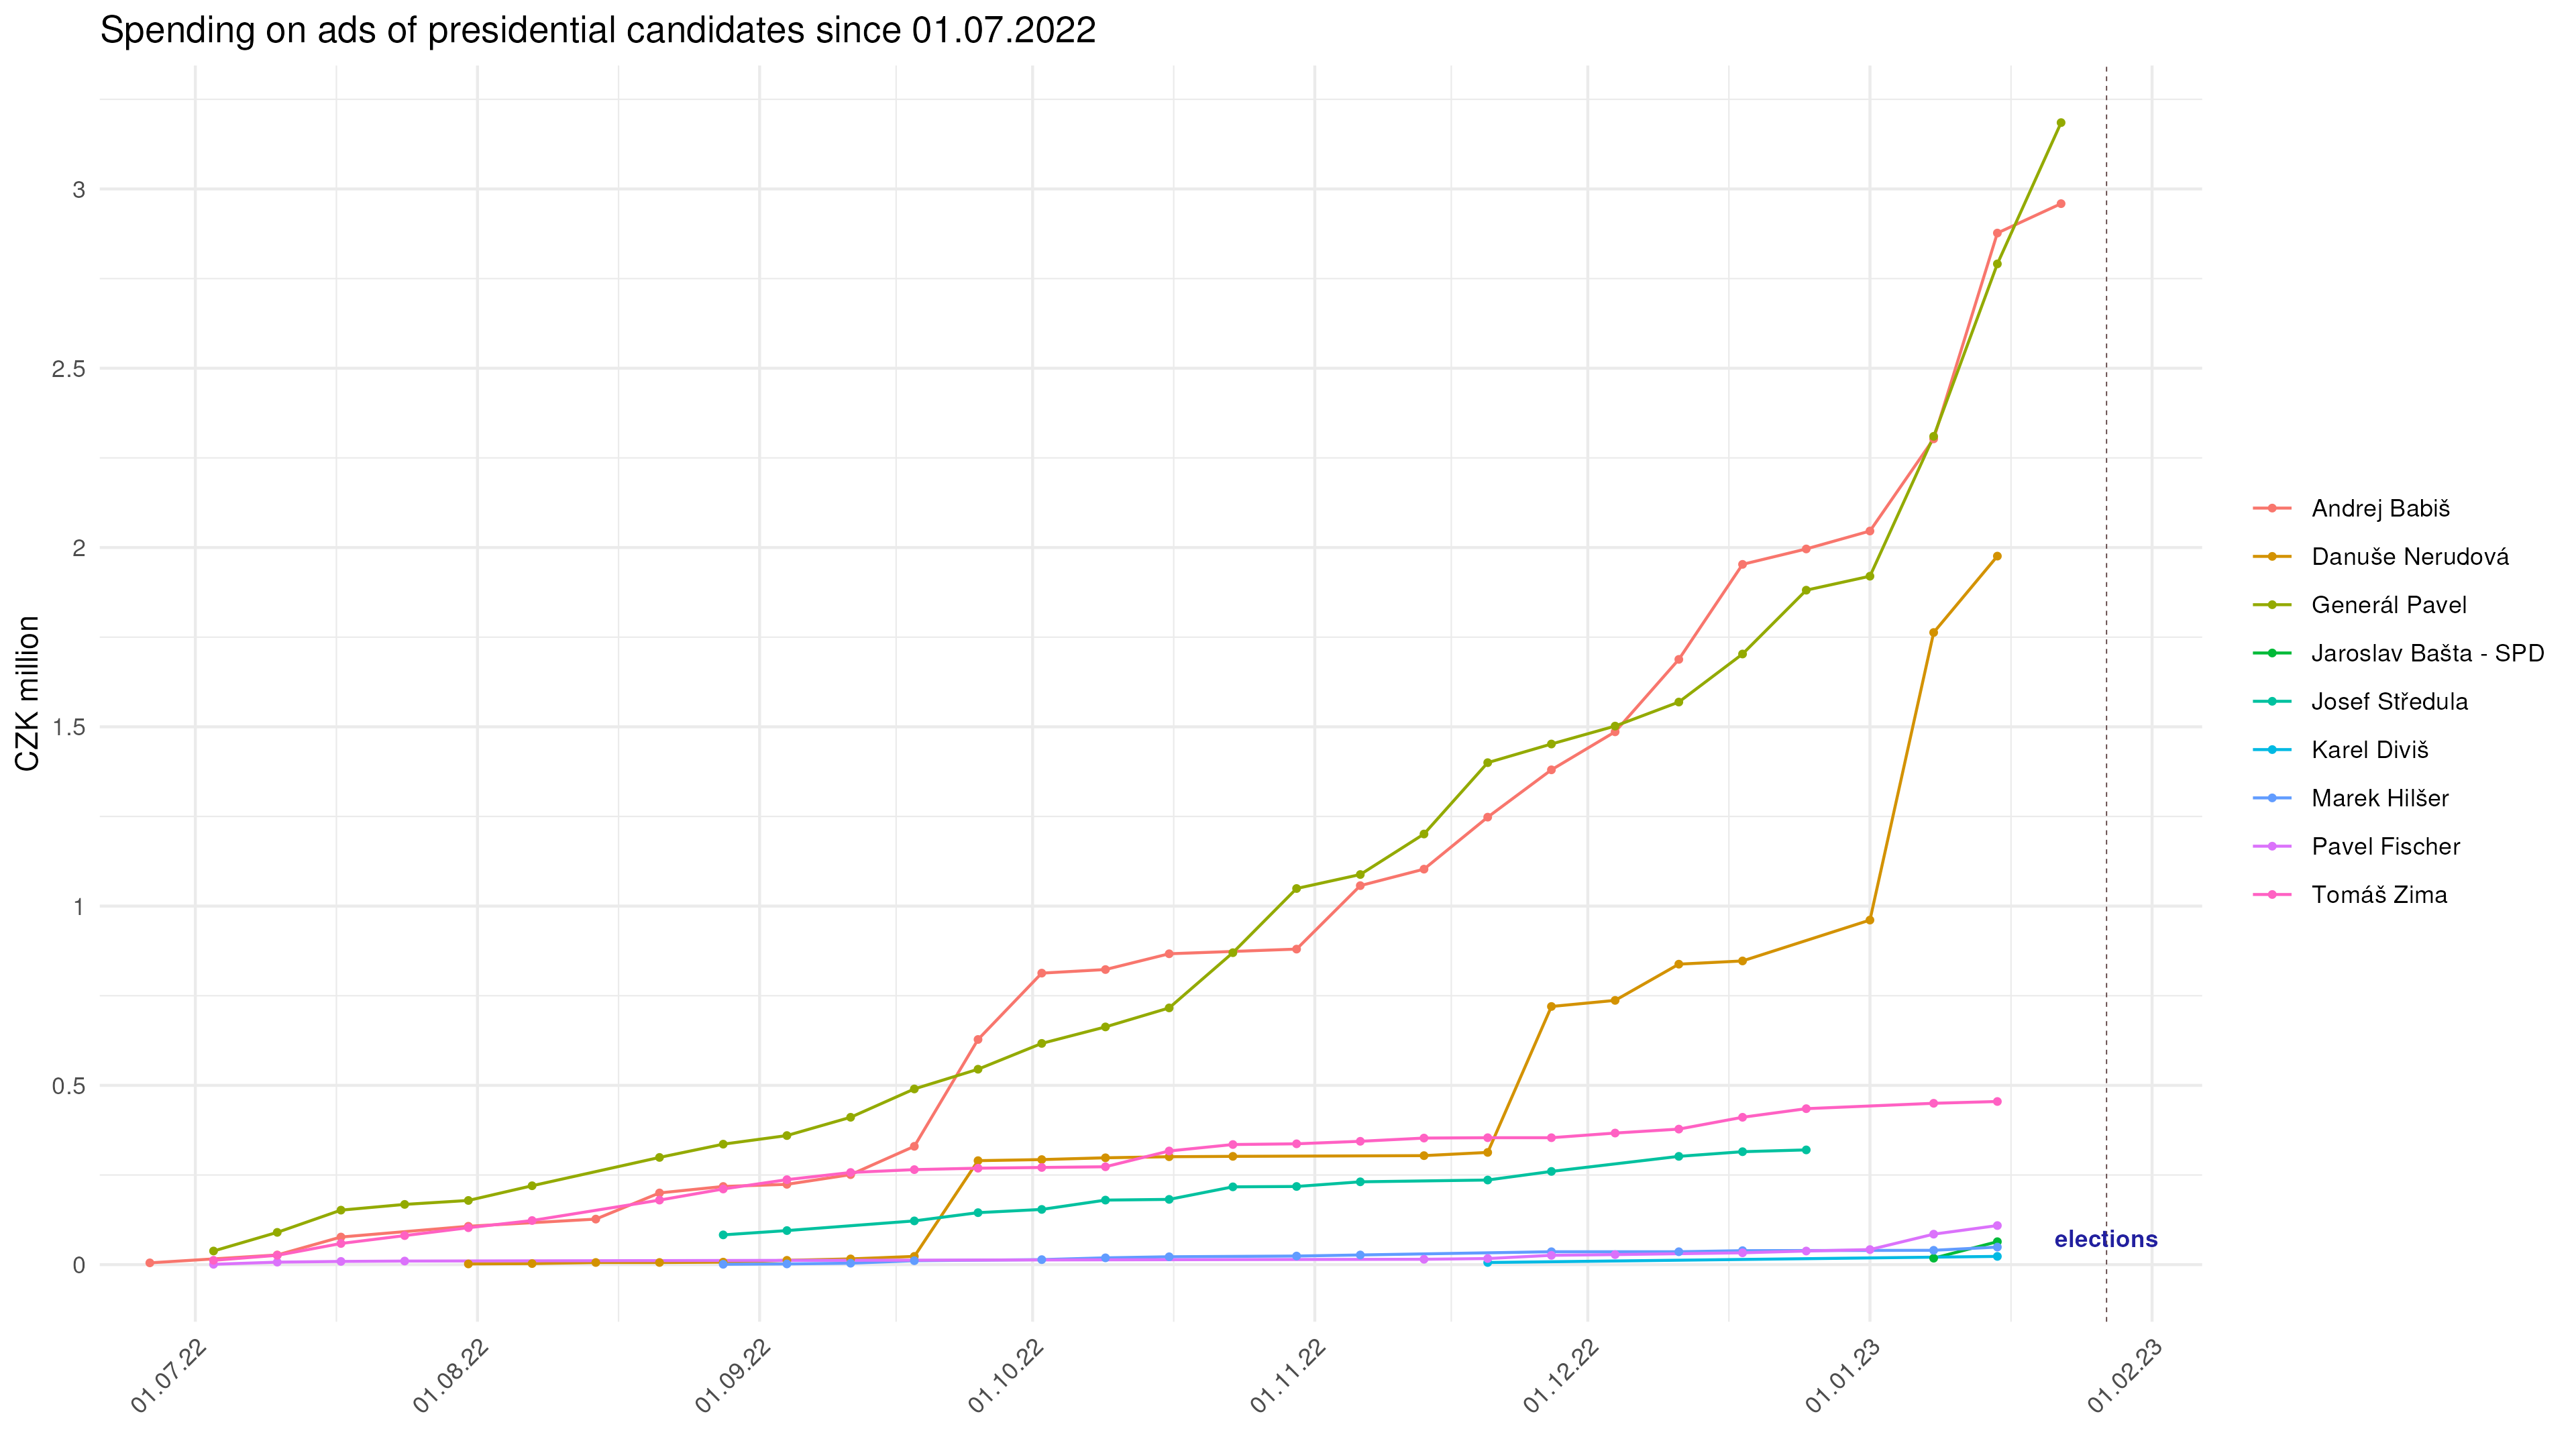 Spending on ads of presidential candidates since 01.07.2022
CZK million
3
2.5
2
1.5
1
0.5
0
01.07.22
01.08.22
01.09.22
01.10.22
01.11.22
01.12.22
01.01.23
01.02.23
elections
Andrej Babiš
Danuše Nerudová
Generál Pavel
Jaroslav Bašta - SPD
Josef Středula
Karel Diviš
Marek Hilšer
Pavel Fischer
Tomáš Zima